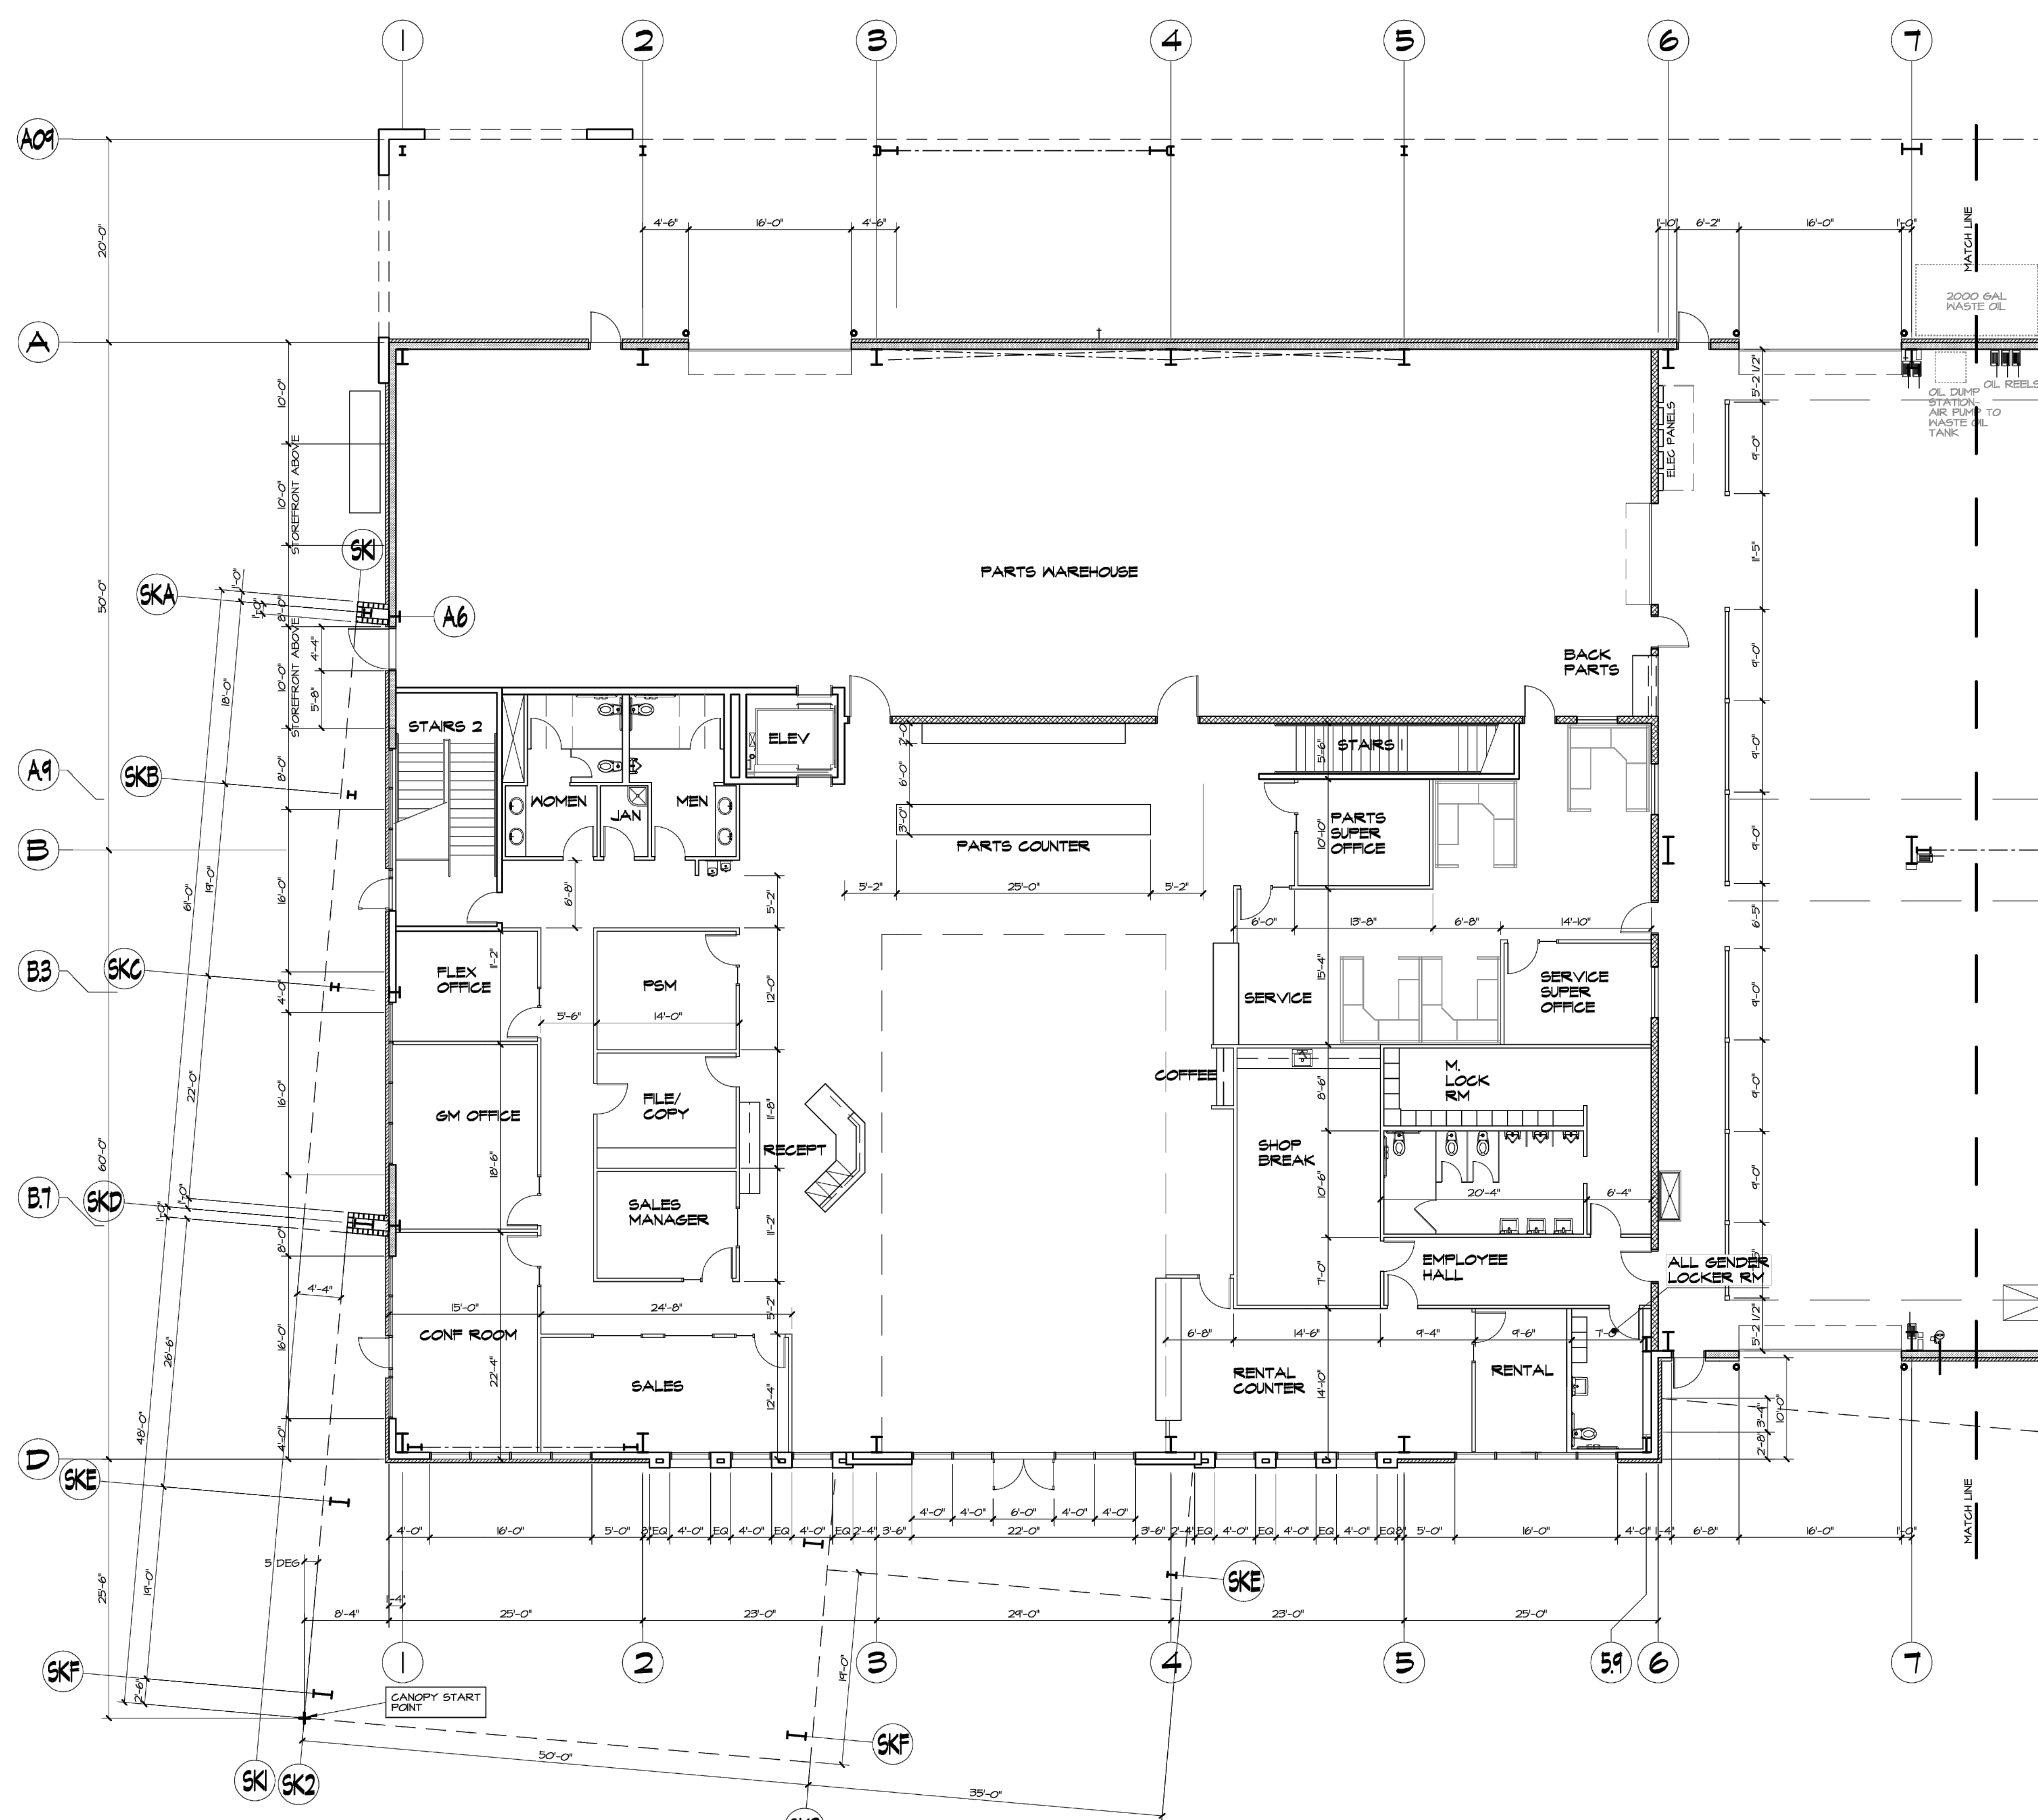 1
2
3
4
5
6
7
A09
20'-0"
4'-6"
16'-0"
4'-6"
1'-10"
6'-2"
16'-0"
1'-0"
MATCH LINE
2000 GAL
WASTE OIL
A
10'-0"
10'-0"
STOREFRONT ABOVE
50'-0"
ELEC PANELS
5'-2 1/2"
OIL DUMP
STATION-
AIR PUMP TO
WASTE OIL
TANK
OIL REELS
9'-0"
11'-5"
SK1
SKA
1'-0"
1'-0"
8'-0"
A.6
PARTS WAREHOUSE
STOREFRONT ABOVE
10'-0"
4'-4"
5'-8"
18'-0"
BACK
PARTS
9'-0"
STAIRS 2
ELEV
2'-0"
STAIRS 1
5'-6"
9'-0"
A.9
SKB
8'-0"
6'-0"
WOMEN
JAN
MEN
3'-0"
PARTS COUNTER
PARTS
SUPER
OFFICE
10'-10"
9'-0"
B
61'-0"
19'-0"
16'-0"
6'-8"
5'-2"
5'-2"
25'-0"
5'-2"
6'-0"
13'-8"
6'-8"
14'-10"
6'-5"
B.3
SKC
4'-0"
FLEX
OFFICE
11'-2"
PSM
12'-0"
5'-6"
14'-0"
SERVICE
15'-4"
SERVICE
SUPER
OFFICE
9'-0"
22'-0"
16'-0"
60'-0"
GM OFFICE
18'-6"
FILE/
COPY
11'-8"
RECEPT
COFFEE
8'-6"
M.
LOCK
RM
9'-0"
SHOP
BREAK
10'-6"
20'-4"
6'-4"
9'-0"
B.7
SKD
1'-0"
1'-0"
8'-0"
SALES
MANAGER
11'-2"
4'-4"
7'-0"
EMPLOYEE
HALL
ALL GENDER
LOCKER RM
15'-0"
24'-8"
5'-2"
5'-2 1/2"
CONF ROOM
22'-4"
SALES
12'-4"
6'-8"
14'-6"
9'-4"
9'-6"
7'-0"
RENTAL
COUNTER
14'-10"
RENTAL
26'-6"
16'-0"
48'-0"
4'-0"
3'-4"
2'-8"
10'-0"
D
SKE
4'-0"
4'-0"
6'-0"
4'-0"
4'-0"
4'-0"
16'-0"
5'-0"
8"
EQ
4'-0"
EQ
4'-0"
EQ
4'-0"
EQ
2'-4"
3'-6"
22'-0"
3'-6"
2'-4"
EQ
4'-0"
EQ
4'-0"
EQ
4'-0"
EQ
8"
5'-0"
16'-0"
4'-0"
1'-4"
6'-8"
16'-0"
1'-0"
MATCH LINE
5 DEG
25'-6"
19'-0"
SKE
1'-4"
8'-4"
25'-0"
23'-0"
29'-0"
23'-0"
25'-0"
SKF
2'-6"
1
2
3
19'-0"
4
5
5.9
6
7
CANOPY START
POINT
SKF
50'-0"
SK1
SK2
35'-0"